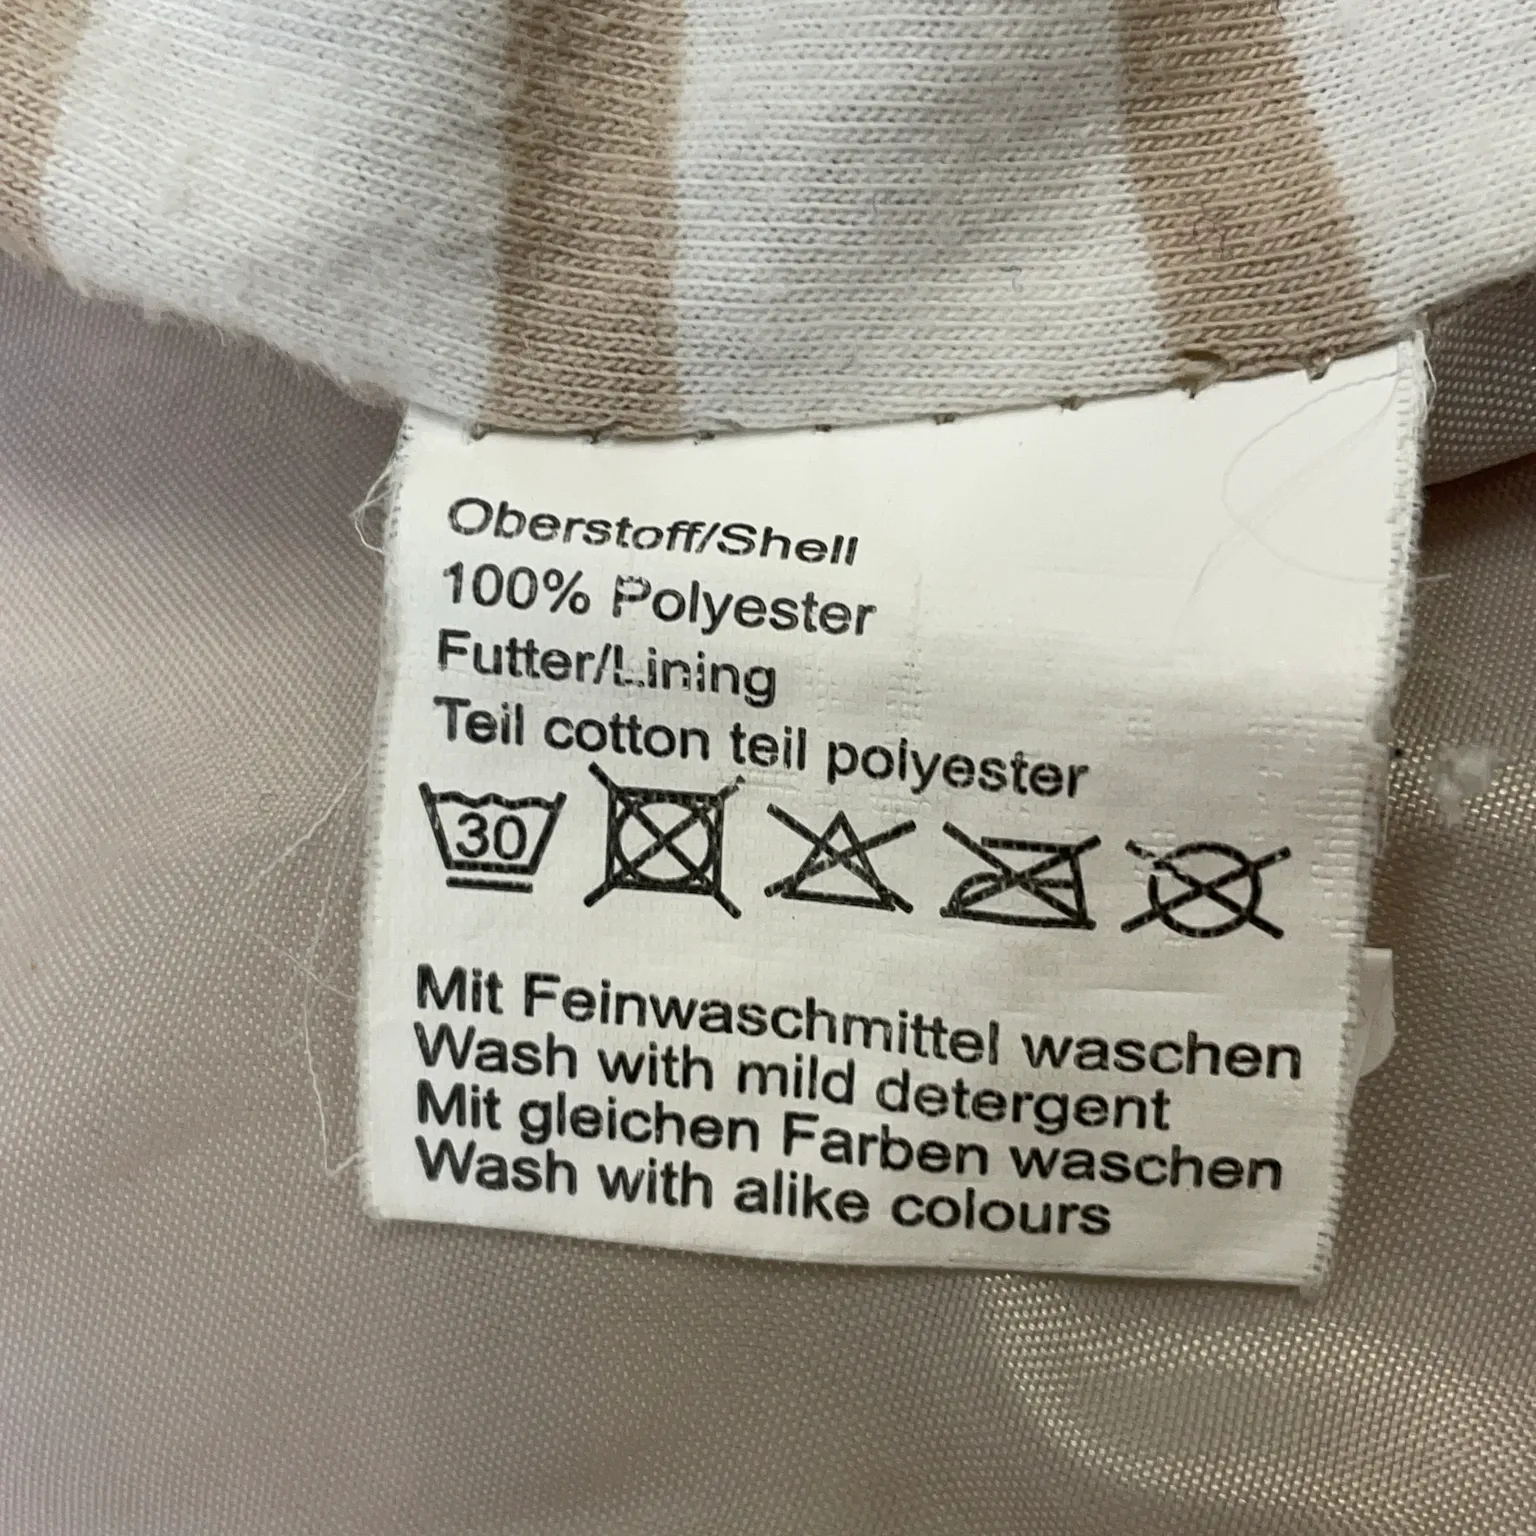 Oberstoff/Shell
100% Polyester
Futter/Lining
Teil cotton teil polyester
30
Mit Feinwaschmittel waschen
Wash with mild detergent
Mit gleichen Farben waschen
Wash with alike colours